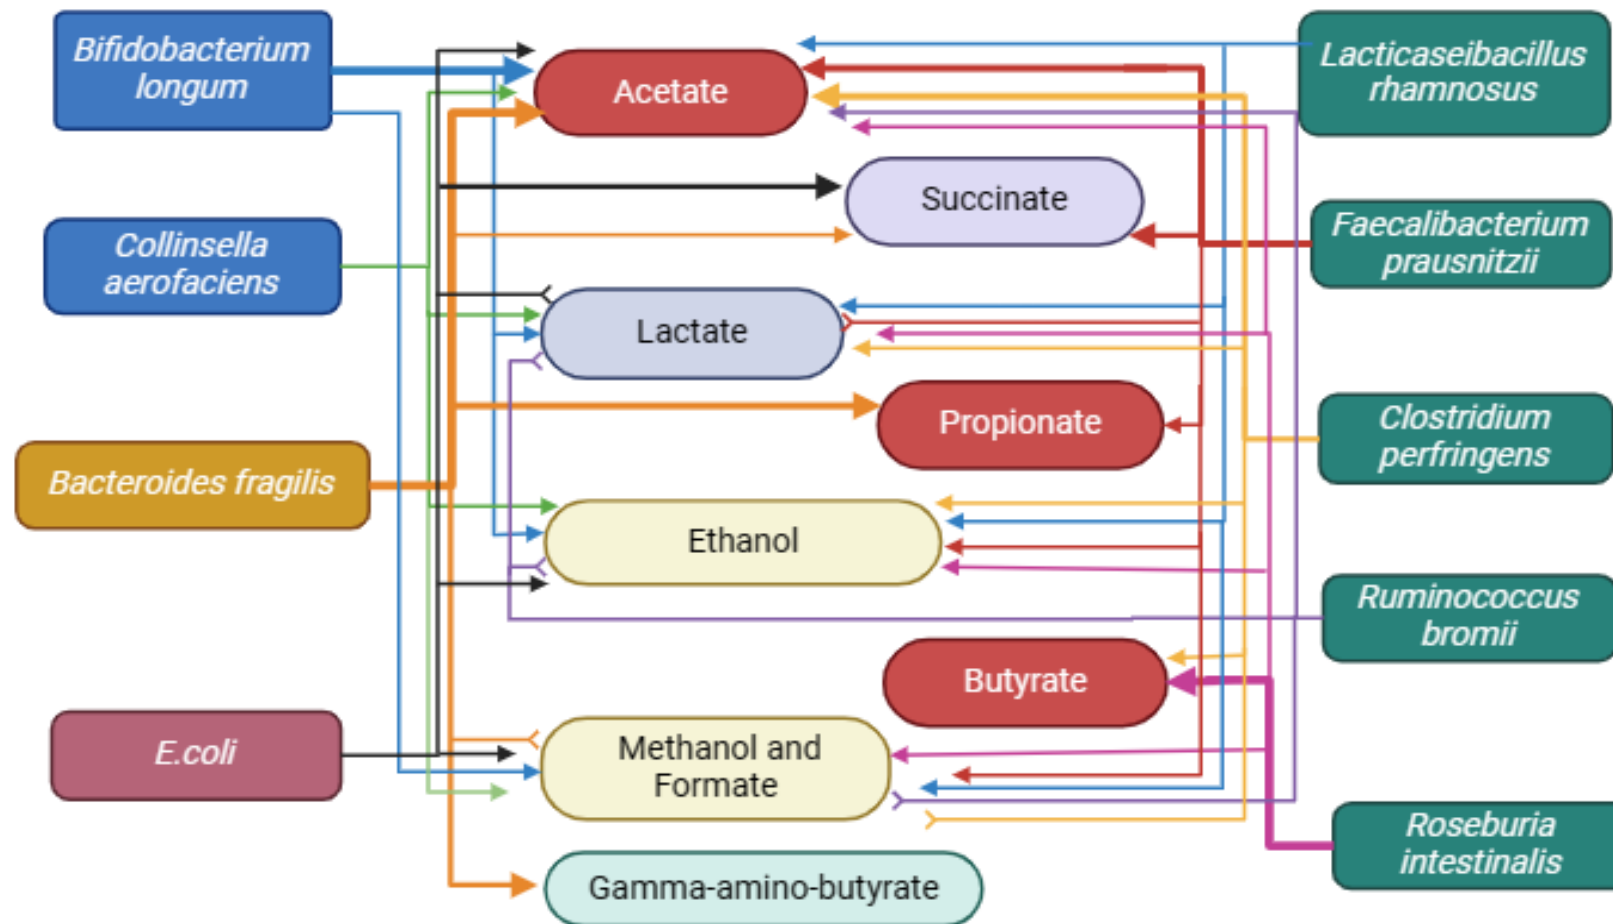 Bifidobacterium
longum
Collinsella
aerofaciens
Bacteroides fragilis
E.coli
Acetate
Succinate
Lactate
Propionate
Ethanol
Butyrate
Methanol and
Formate
Gamma-amino-butyrate
Lacticaseibacillus
rhamnosus
Faecalibacterium
prausnitzii
Clostridium
perfringens
Ruminococcus
bromii
Roseburia
intestinalis